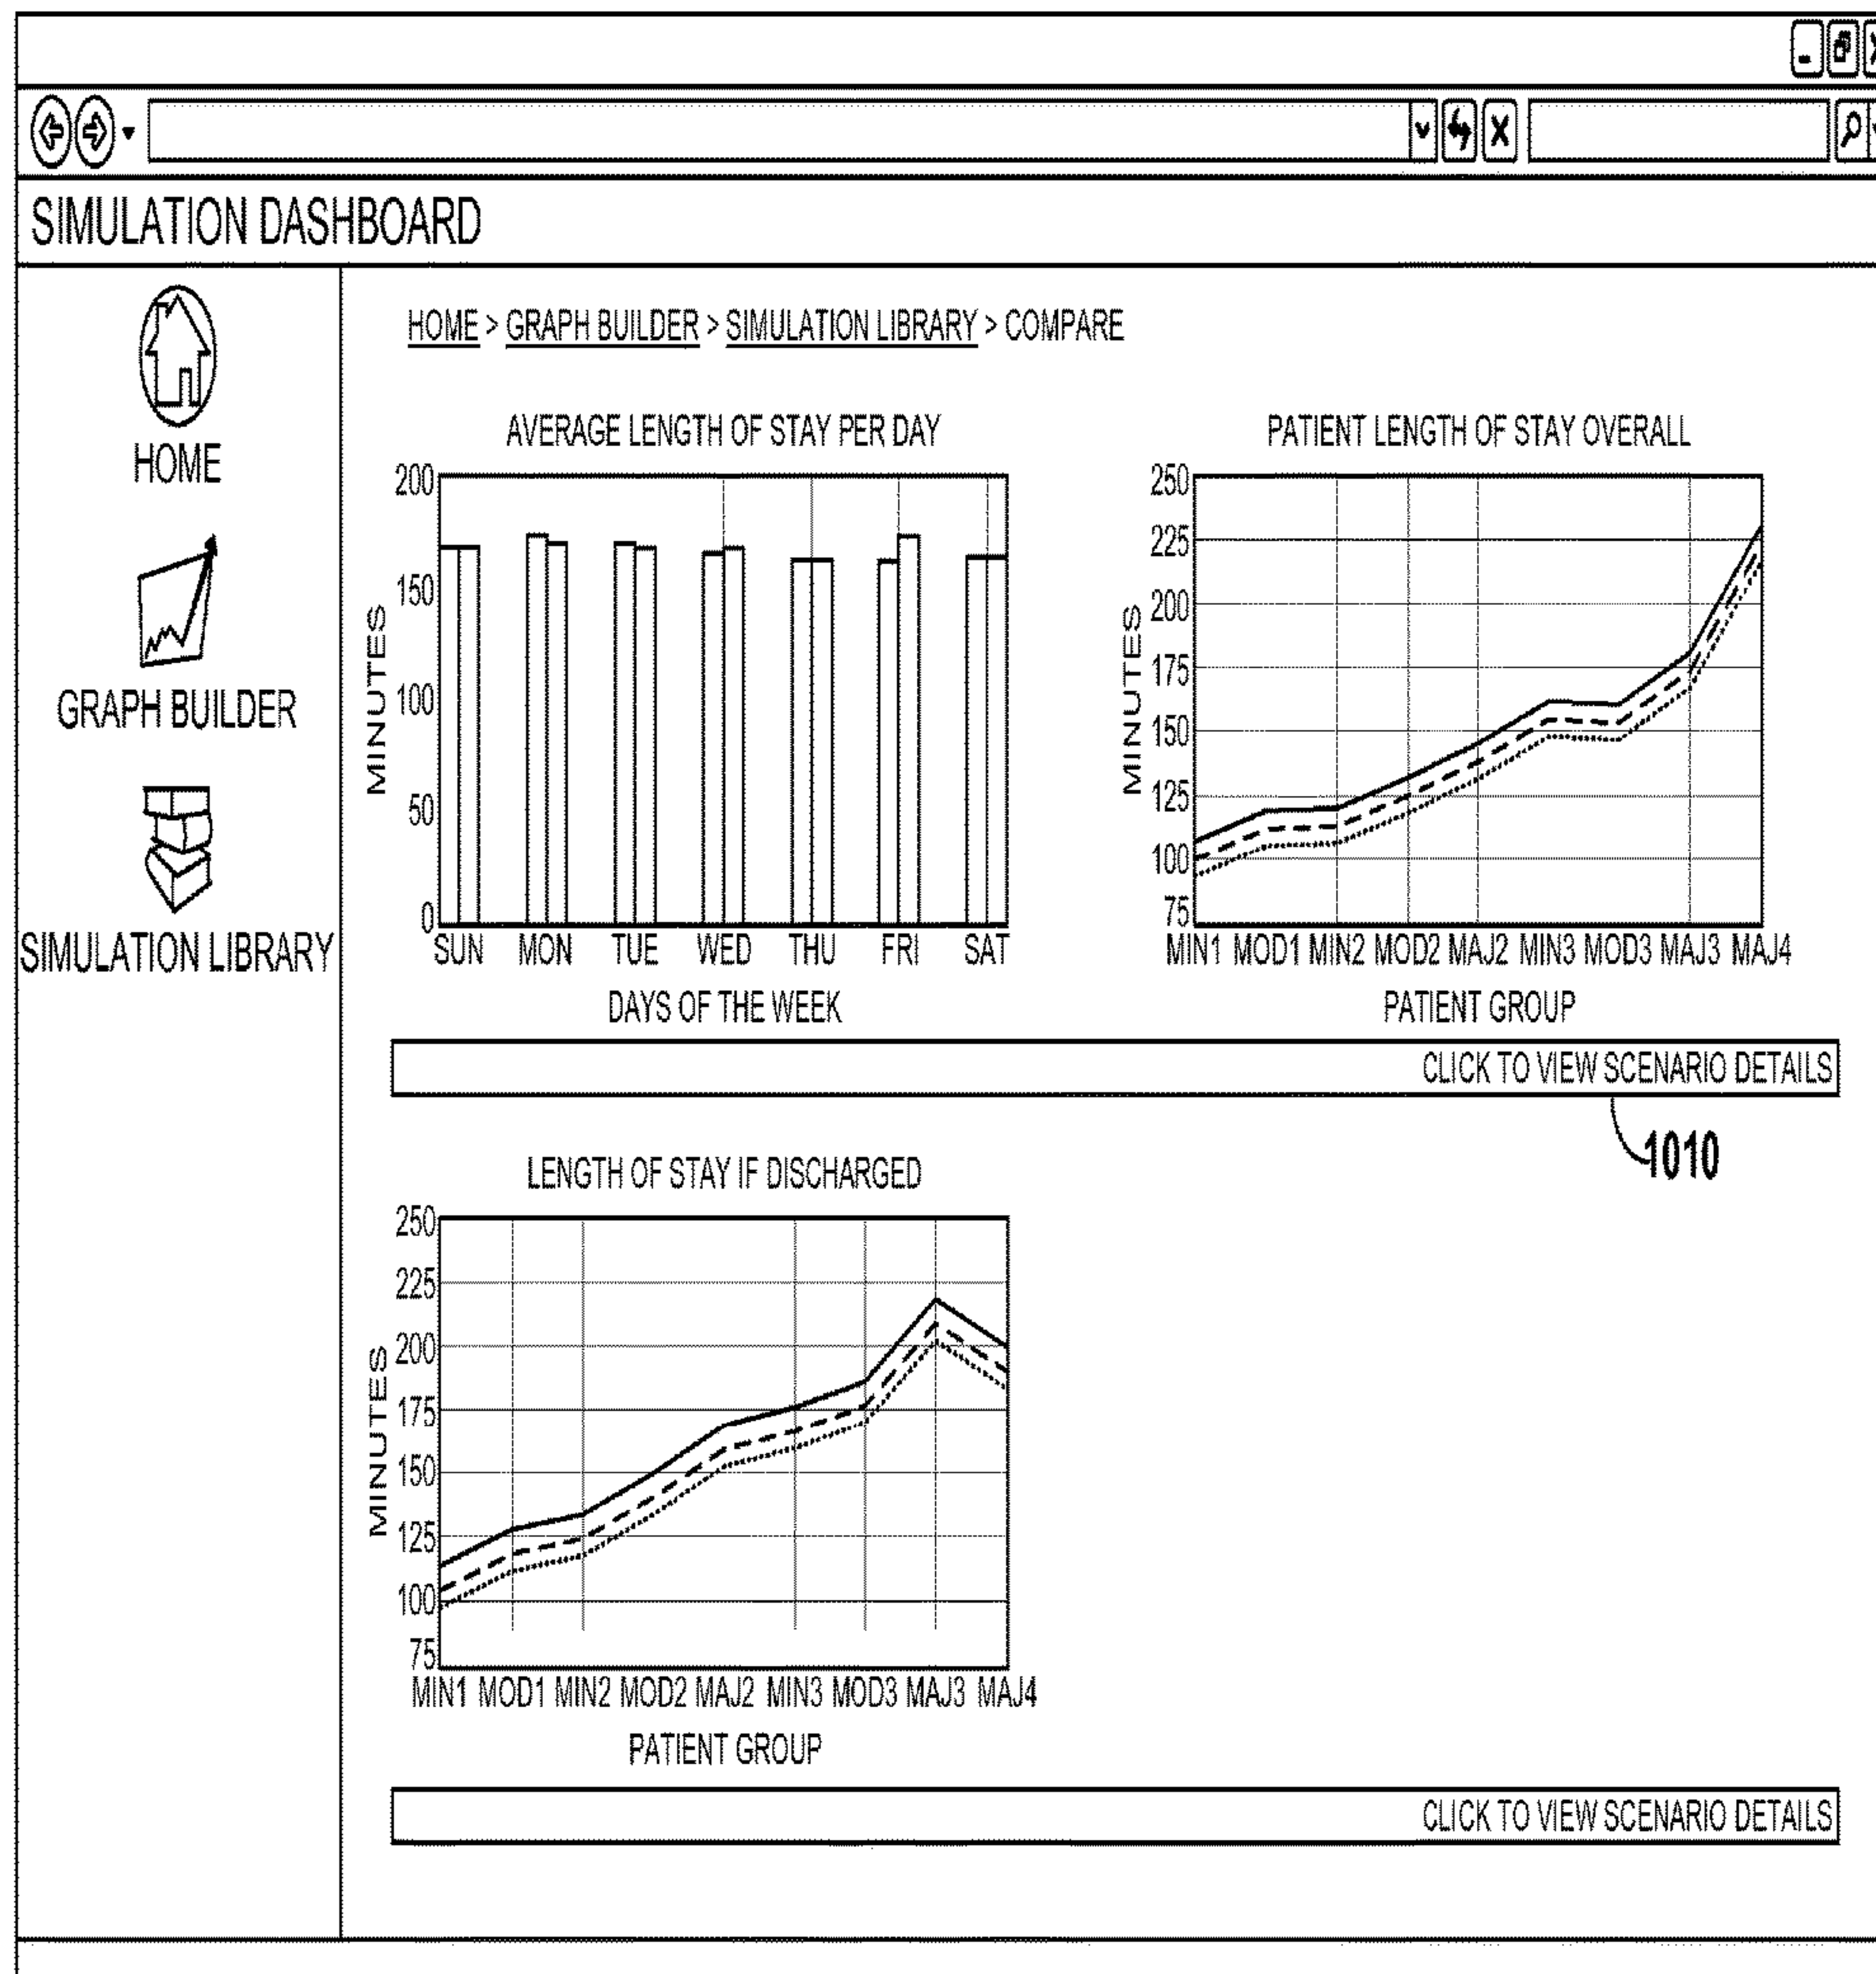 SIMULATION DASHBOARD
HOME
GRAPH BUILDER
SIMULATION LIBRARY
HOME > GRAPH BUILDER > SIMULATION LIBRARY > COMPARE
AVERAGE LENGTH OF STAY PER DAY
200
150
100
50
0
MINUTES
SUN MON TUE WED THU FRI SAT
DAYS OF THE WEEK
PATIENT LENGTH OF STAY OVERALL
250
225
200
175
150
125
100
75
MINUTES
MIN1 MOD1 MIN2 MOD2 MAJ2 MIN3 MOD3 MAJ3 MAJ4
PATIENT GROUP
CLICK TO VIEW SCENARIO DETAILS
1010
LENGTH OF STAY IF DISCHARGED
250
225
200
175
150
125
100
75
MINUTES
MIN1 MOD1 MIN2 MOD2 MAJ2 MIN3 MOD3 MAJ3 MAJ4
PATIENT GROUP
CLICK TO VIEW SCENARIO DETAILS